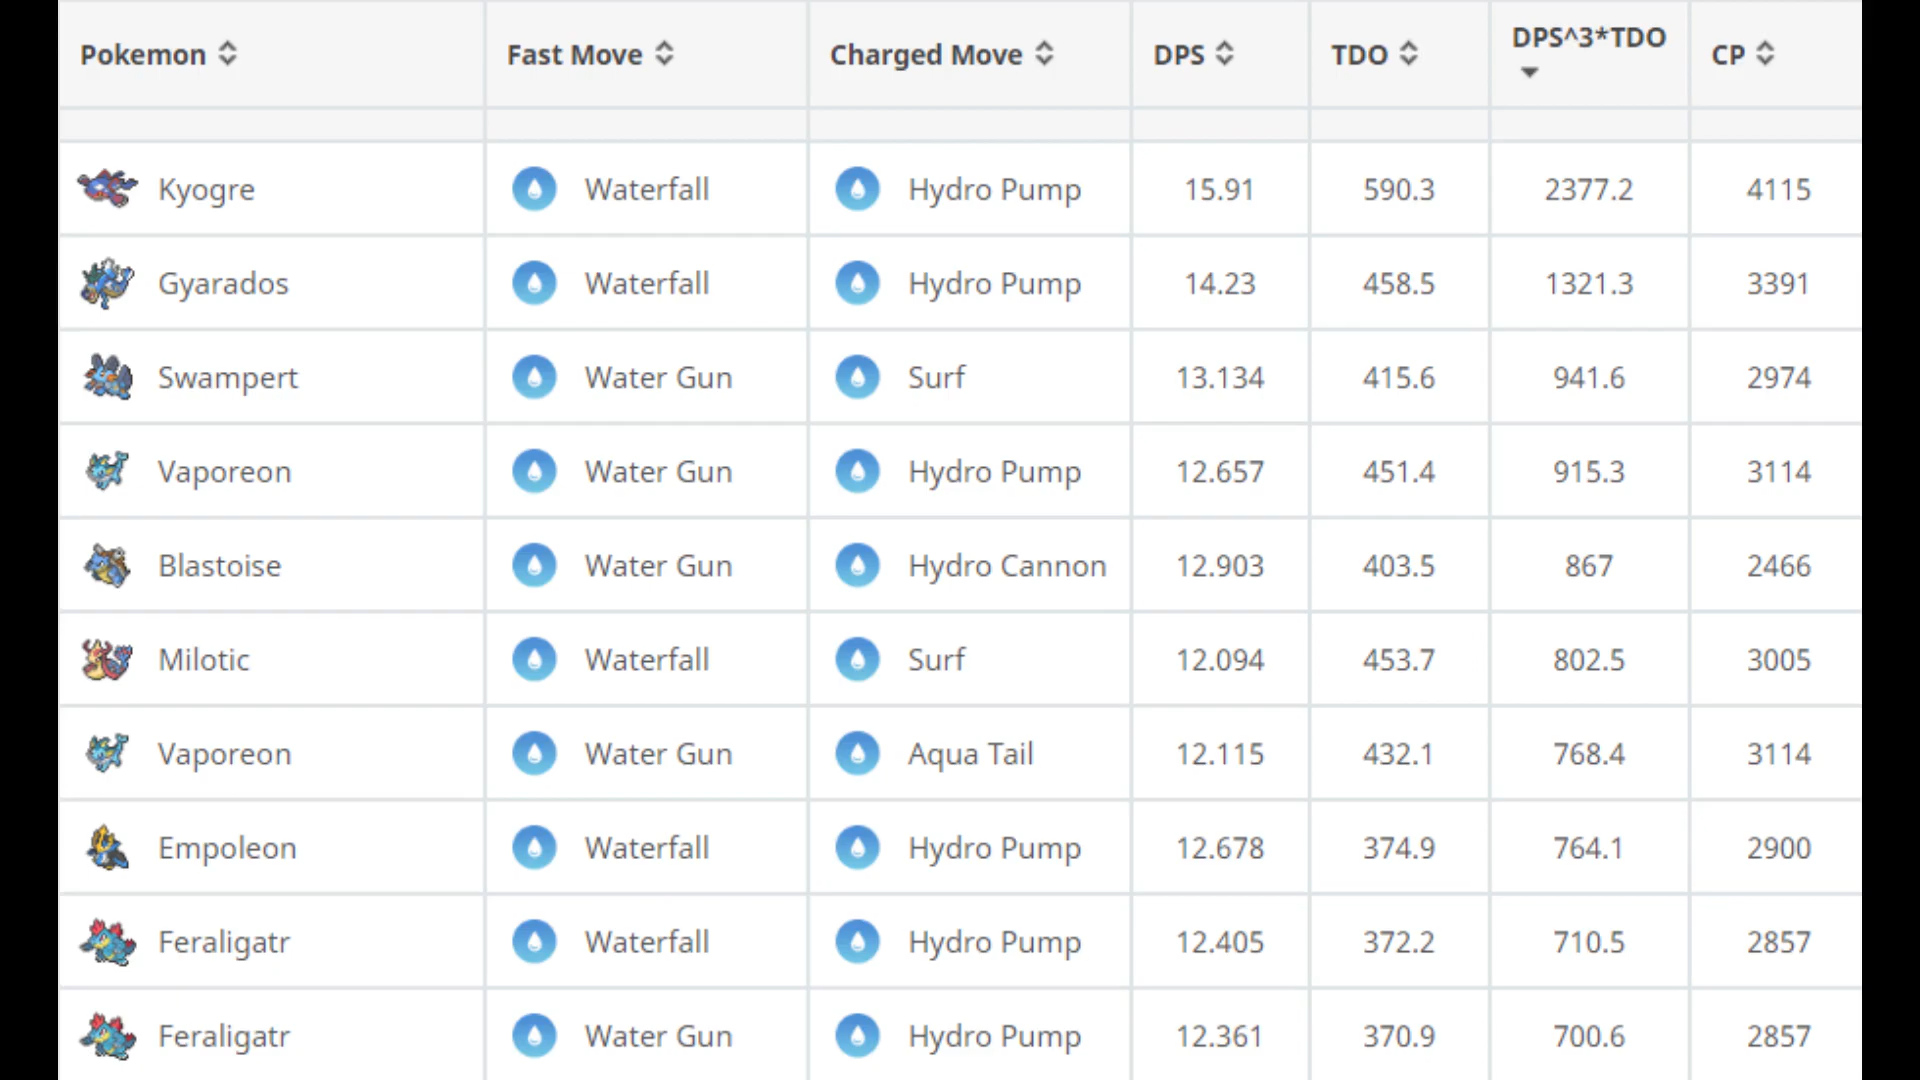 Pokemon Fast Move Charged Move DPS TDO DPS^3*TDO CP
Kyogre Waterfall Hydro Pump 15.91 590.3 2377.2 4115
Gyarados Waterfall Hydro Pump 14.23 458.5 1321.3 3391
Swampert Water Gun Surf 13.134 415.6 941.6 2974
Vaporeon Water Gun Hydro Pump 12.657 451.4 915.3 3114
Blastoise Water Gun Hydro Cannon 12.903 403.5 867 2466
Milotic Waterfall Surf 12.094 453.7 802.5 3005
Vaporeon Water Gun Aqua Tail 12.115 432.1 768.4 3114
Empoleon Waterfall Hydro Pump 12.678 374.9 764.1 2900
Feraligatr Waterfall Hydro Pump 12.405 372.2 710.5 2857
Feraligatr Water Gun Hydro Pump 12.361 370.9 700.6 2857